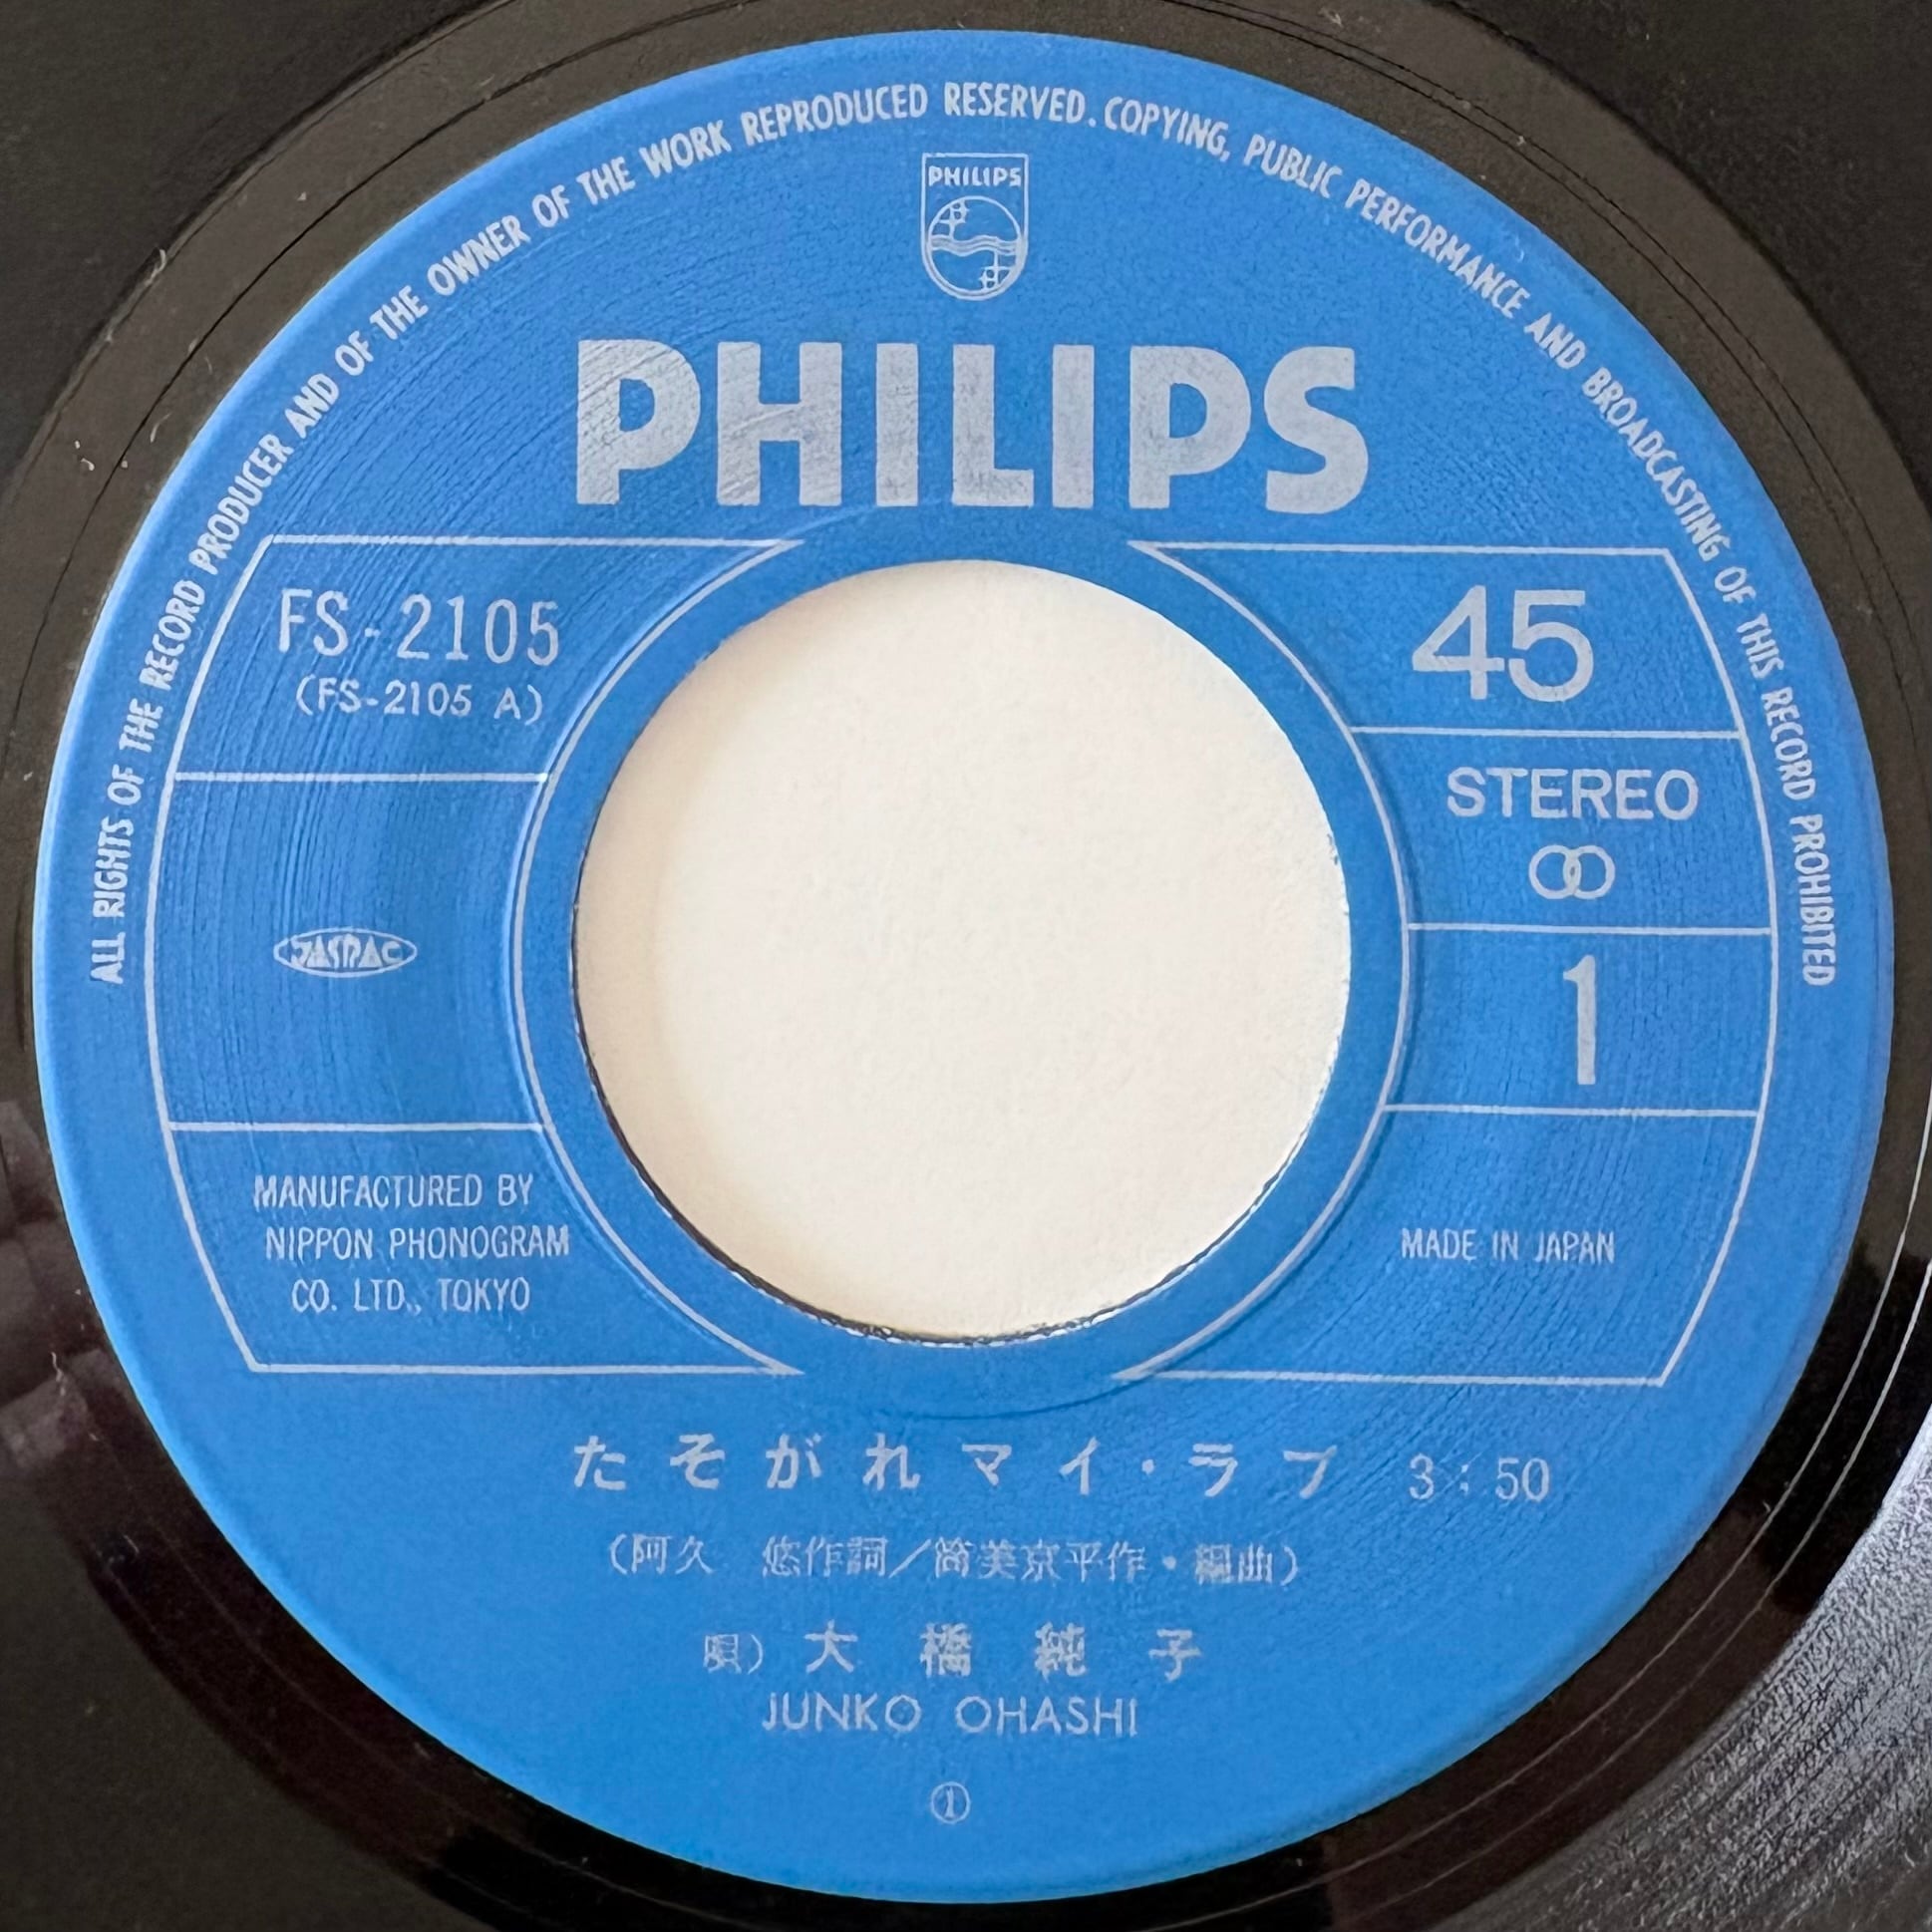 ALL RIGHTS OF THE RECORD PRODUCER AND OF THE OWNER OF THE WORK REPRODUCED RESERVED. COPYING, PUBLIC PERFORMANCE AND BROADCASTING OF THIS RECORD PROHIBITED
PHILIPS
PHILIPS
FS-2105
(FS-2105 A)
JASRAC
MANUFACTURED BY
NIPPON PHONOGRAM
CO. LTD., TOKYO
45
STEREO
1
MADE IN JAPAN
たそがれマイ・ラブ 3:50
(阿久 悠作詞/筒美京平作・編曲)
唄) 大橋純子
JUNKO OHASHI
①